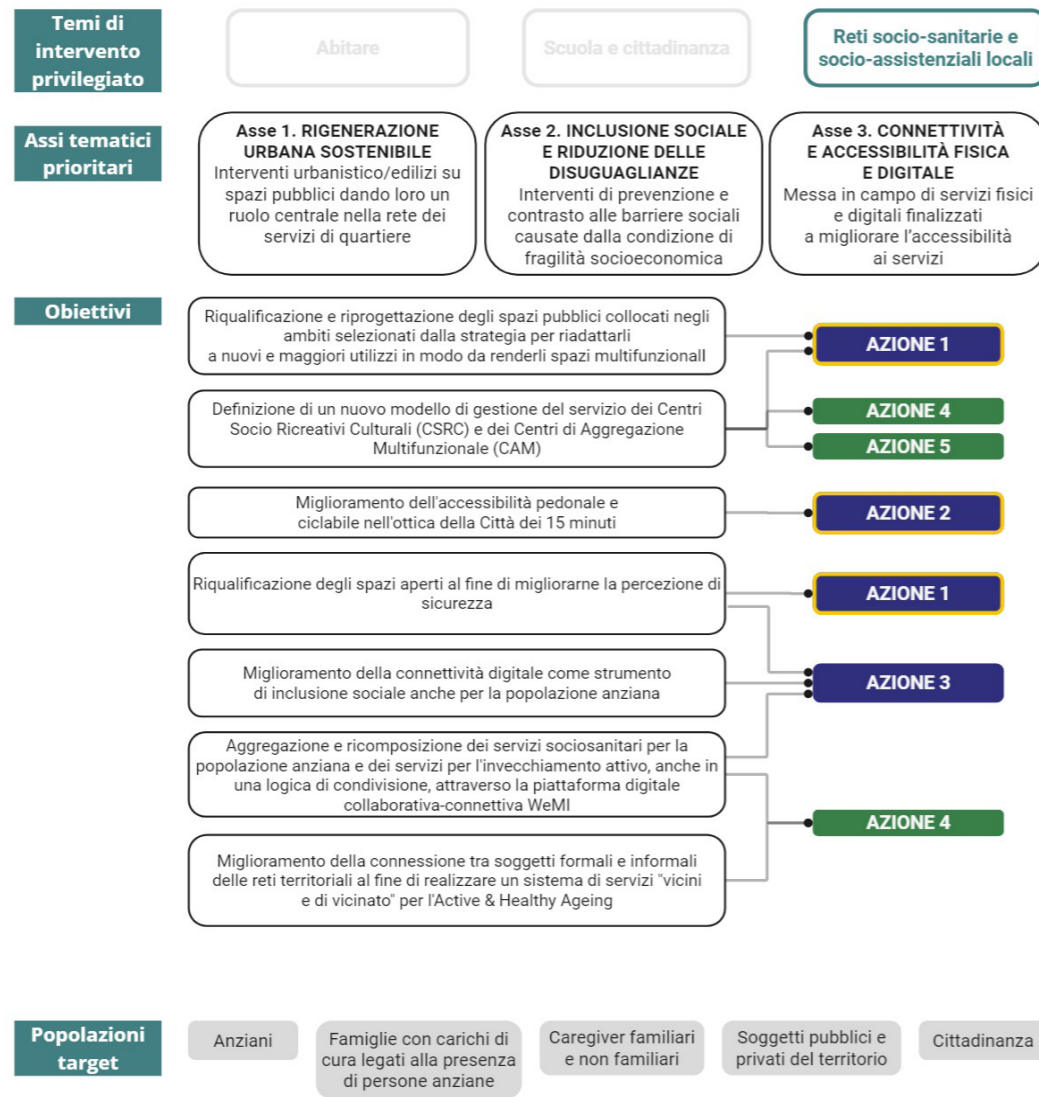 Temi di
intervento
privilegiato
Abitare
Scuola e cittadinanza
Reti socio-sanitarie e
socio-assistenziali locali
Assi tematici
prioritari
Asse 1. RIGENERAZIONE
URBANA SOSTENIBILE
Interventi urbanistico/edilizi su
spazi pubblici dando loro un
ruolo centrale nella rete dei
servizi di quartiere
Asse 2. INCLUSIONE SOCIALE
E RIDUZIONE DELLE
DISUGUAGLIANZE
Interventi di prevenzione e
contrasto alle barriere sociali
causate dalla condizione di
fragilità socioeconomica
Asse 3. CONNETTIVITÀ
E ACCESSIBILITÀ FISICA
E DIGITALE
Messa in campo di servizi fisici
e digitali finalizzati
a migliorare l'accessibilità
ai servizi
Obiettivi
Riqualificazione e riprogettazione degli spazi pubblici collocati negli
ambiti selezionati dalla strategia per riadattarli
a nuovi e maggiori utilizzi in modo da renderli spazi multifunzionalI
AZIONE 1
Definizione di un nuovo modello di gestione del servizio dei Centri
Socio Ricreativi Culturali (CSRC) e dei Centri di Aggregazione
Multifunzionale (CAM)
AZIONE 4
AZIONE 5
Miglioramento dell'accessibilità pedonale e
ciclabile nell'ottica della Città dei 15 minuti
AZIONE 2
Riqualificazione degli spazi aperti al fine di migliorarne la percezione di
sicurezza
AZIONE 1
Miglioramento della connettività digitale come strumento
di inclusione sociale anche per la popolazione anziana
AZIONE 3
Aggregazione e ricomposizione dei servizi sociosanitari per la
popolazione anziana e dei servizi per l'invecchiamento attivo, anche in
una logica di condivisione, attraverso la piattaforma digitale
collaborativa-connettiva WeMI
AZIONE 4
Miglioramento della connessione tra soggetti formali e informali
delle reti territoriali al fine di realizzare un sistema di servizi "vicini
e di vicinato" per l'Active & Healthy Ageing
Popolazioni
target
Anziani
Famiglie con carichi di
cura legati alla presenza
di persone anziane
Caregiver familiari
e non familiari
Soggetti pubblici e
privati del territorio
Cittadinanza